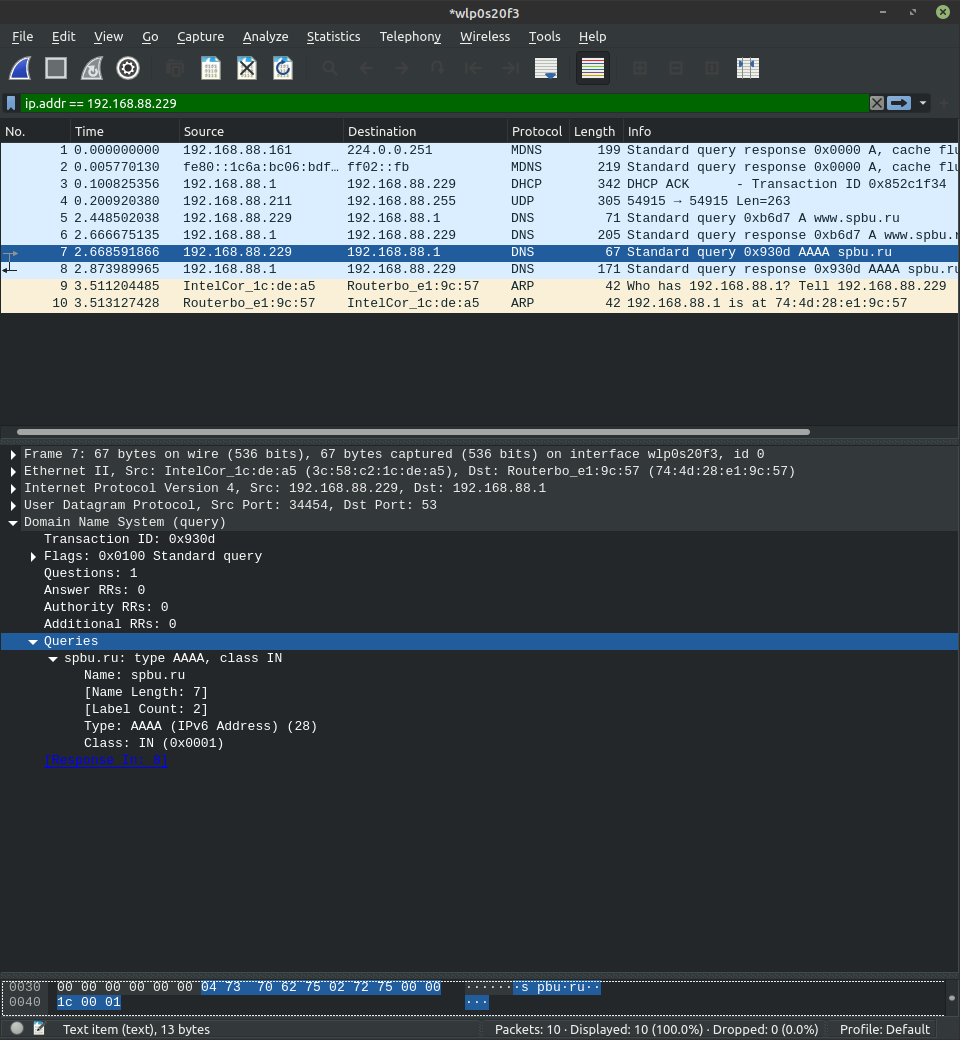 *wlp0s20f3
File Edit View Go Capture Analyze Statistics Telephony Wireless Tools Help
ip.addr == 192.168.88.229
No. Time Source Destination Protocol Length Info
1 0.000000000 192.168.88.161 224.0.0.251 MDNS 199 Standard query response 0x0000 A, cache flu
2 0.005770130 fe80::1c6a:bc06:bdf… ff02::fb MDNS 219 Standard query response 0x0000 A, cache flu
3 0.100825356 192.168.88.1 192.168.88.229 DHCP 342 DHCP ACK - Transaction ID 0x852c1f34
4 0.200920380 192.168.88.211 192.168.88.255 UDP 305 54915 → 54915 Len=263
5 2.448502038 192.168.88.229 192.168.88.1 DNS 71 Standard query 0xb6d7 A www.spbu.ru
6 2.666675135 192.168.88.1 192.168.88.229 DNS 205 Standard query response 0xb6d7 A www.spbu.r
7 2.668591866 192.168.88.229 192.168.88.1 DNS 67 Standard query 0x930d AAAA spbu.ru
8 2.873989965 192.168.88.1 192.168.88.229 DNS 171 Standard query response 0x930d AAAA spbu.ru
9 3.511204485 IntelCor_1c:de:a5 Routerbo_e1:9c:57 ARP 42 Who has 192.168.88.1? Tell 192.168.88.229
10 3.513127428 Routerbo_e1:9c:57 IntelCor_1c:de:a5 ARP 42 192.168.88.1 is at 74:4d:28:e1:9c:57
Frame 7: 67 bytes on wire (536 bits), 67 bytes captured (536 bits) on interface wlp0s20f3, id 0
Ethernet II, Src: IntelCor_1c:de:a5 (3c:58:c2:1c:de:a5), Dst: Routerbo_e1:9c:57 (74:4d:28:e1:9c:57)
Internet Protocol Version 4, Src: 192.168.88.229, Dst: 192.168.88.1
User Datagram Protocol, Src Port: 34454, Dst Port: 53
Domain Name System (query)
Transaction ID: 0x930d
Flags: 0x0100 Standard query
Questions: 1
Answer RRs: 0
Authority RRs: 0
Additional RRs: 0
Queries
spbu.ru: type AAAA, class IN
Name: spbu.ru
[Name Length: 7]
[Label Count: 2]
Type: AAAA (IPv6 Address) (28)
Class: IN (0x0001)
[Response In: 8]
0030 00 00 00 00 00 00 04 73 70 62 75 02 72 75 00 00 ·······s pbu·ru··
0040 1c 00 01 ···
Text item (text), 13 bytes Packets: 10 · Displayed: 10 (100.0%) · Dropped: 0 (0.0%) Profile: Default